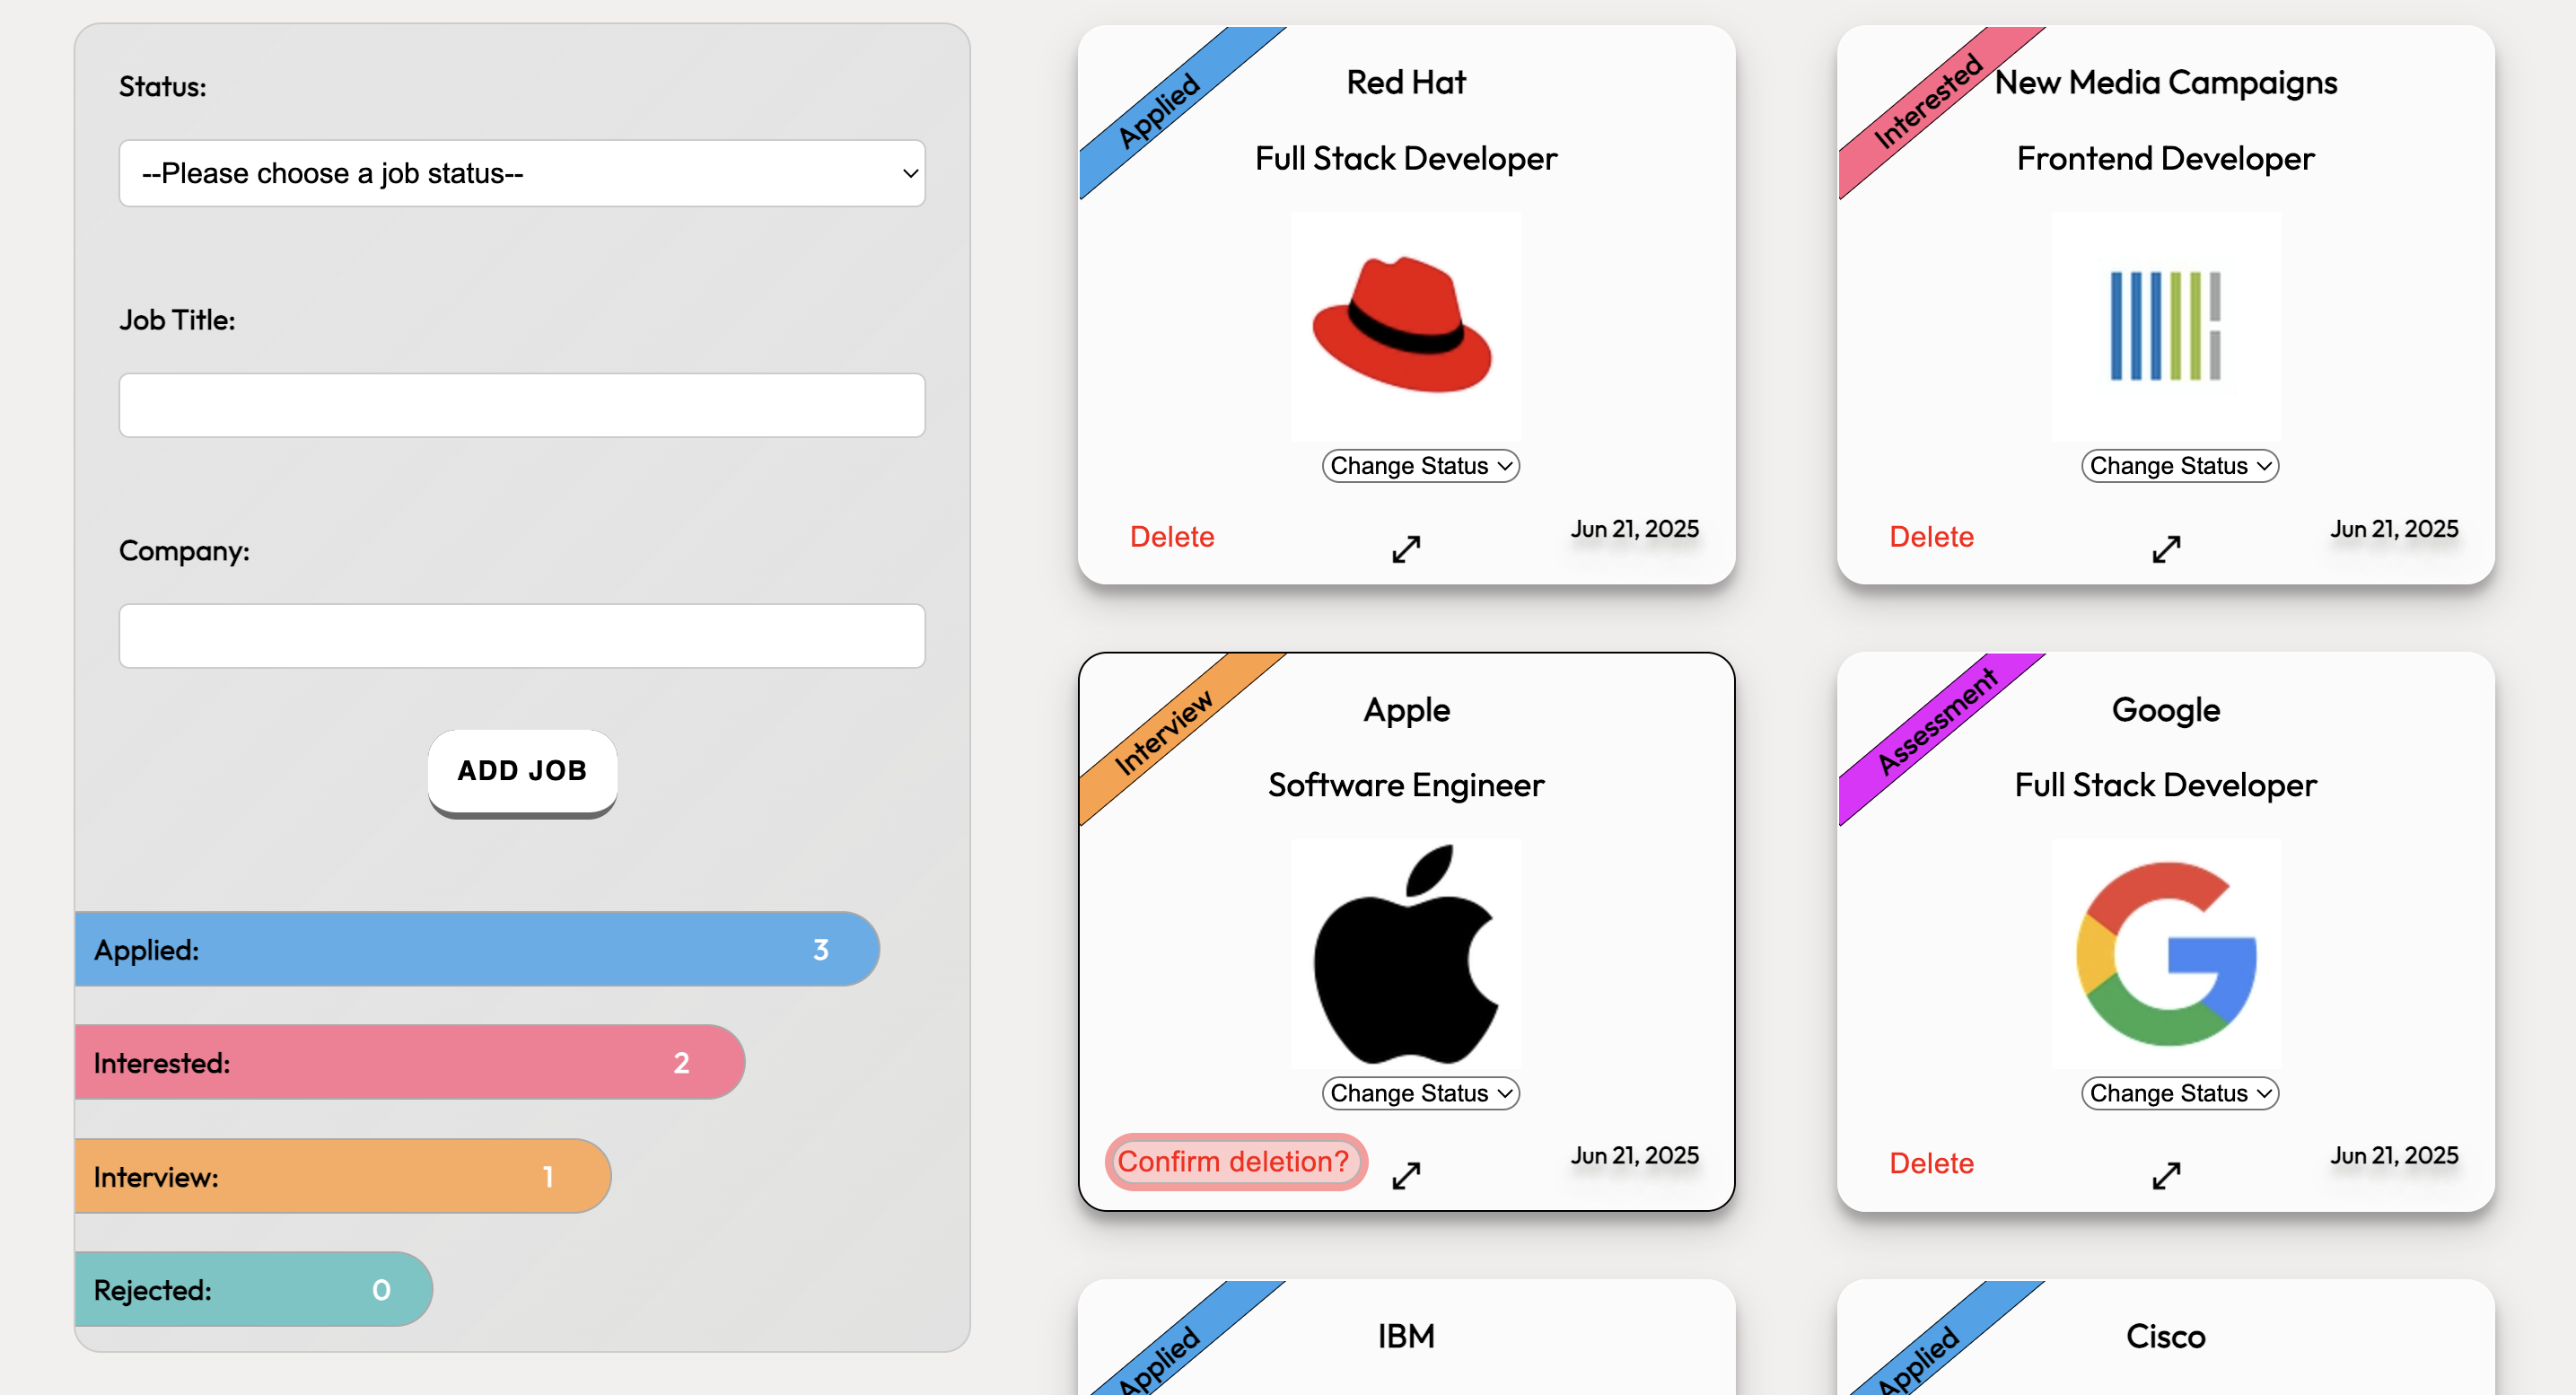 Status:
--Please choose a job status--
Job Title:
Company:
ADD JOB
Applied: 3
Interested: 2
Interview: 1
Rejected: 0
Applied
Red Hat
Full Stack Developer
Change Status
Delete
Jun 21, 2025
Interested
New Media Campaigns
Frontend Developer
Change Status
Delete
Jun 21, 2025
Interview
Apple
Software Engineer
Change Status
Confirm deletion?
Jun 21, 2025
Assessment
Google
Full Stack Developer
Change Status
Delete
Jun 21, 2025
Applied
IBM
Applied
Cisco